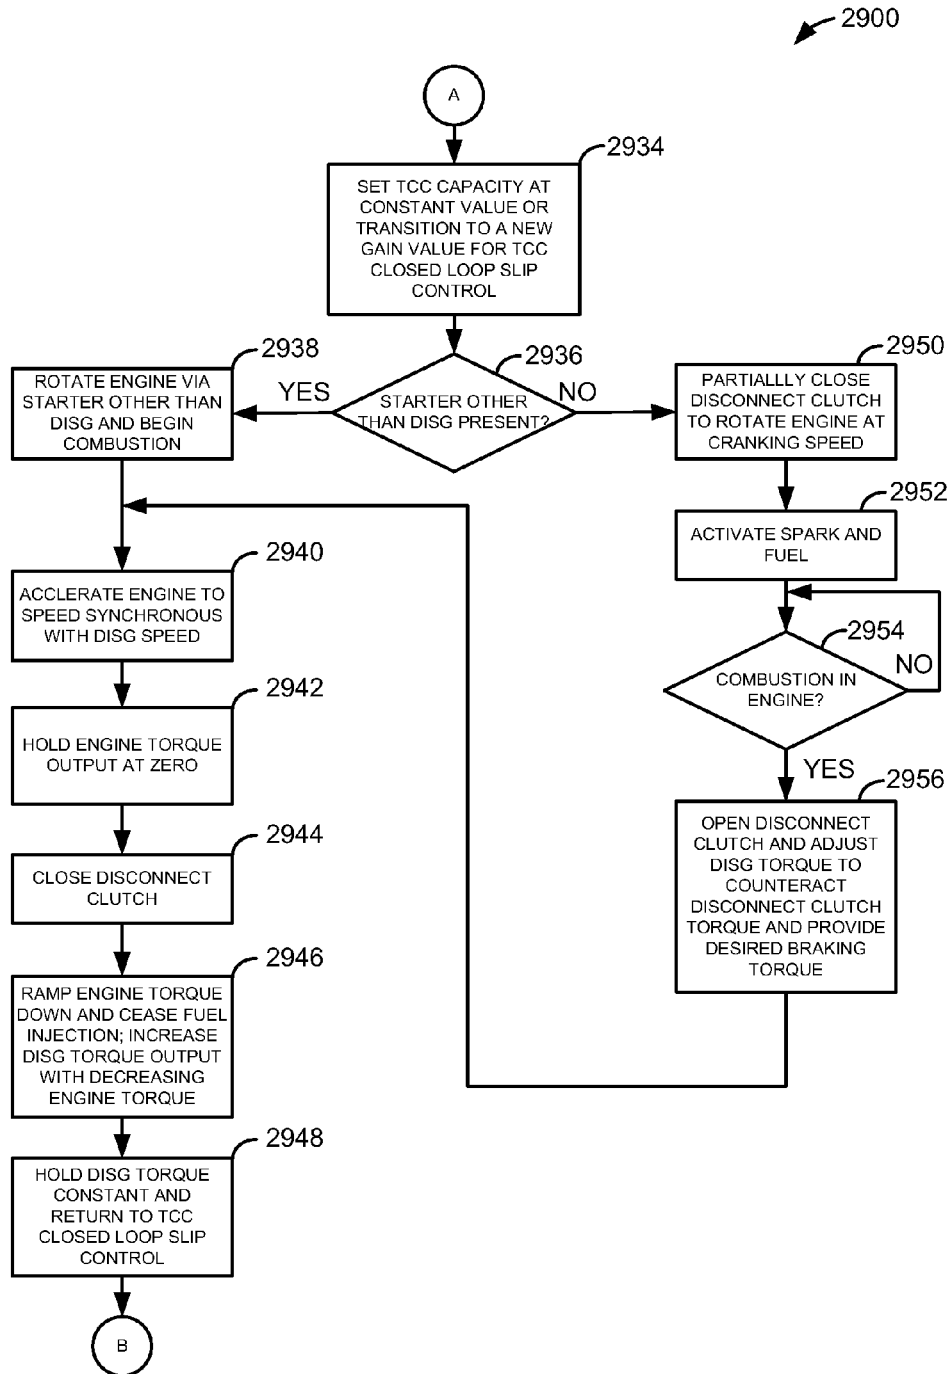 2900
A
2934
SET TCC CAPACITY AT
CONSTANT VALUE OR
TRANSITION TO A NEW
GAIN VALUE FOR TCC
CLOSED LOOP SLIP
CONTROL
2936
STARTER OTHER
THAN DISG PRESENT?
YES
NO
2938
ROTATE ENGINE VIA
STARTER OTHER THAN
DISG AND BEGIN
COMBUSTION
2940
ACCLERATE ENGINE TO
SPEED SYNCHRONOUS
WITH DISG SPEED
2942
HOLD ENGINE TORQUE
OUTPUT AT ZERO
2944
CLOSE DISCONNECT
CLUTCH
2946
RAMP ENGINE TORQUE
DOWN AND CEASE FUEL
INJECTION; INCREASE
DISG TORQUE OUTPUT
WITH DECREASING
ENGINE TORQUE
2948
HOLD DISG TORQUE
CONSTANT AND
RETURN TO TCC
CLOSED LOOP SLIP
CONTROL
B
2950
PARTIALLLY CLOSE
DISCONNECT CLUTCH
TO ROTATE ENGINE AT
CRANKING SPEED
2952
ACTIVATE SPARK AND
FUEL
2954
COMBUSTION IN
ENGINE?
NO
YES
2956
OPEN DISCONNECT
CLUTCH AND ADJUST
DISG TORQUE TO
COUNTERACT
DISCONNECT CLUTCH
TORQUE AND PROVIDE
DESIRED BRAKING
TORQUE